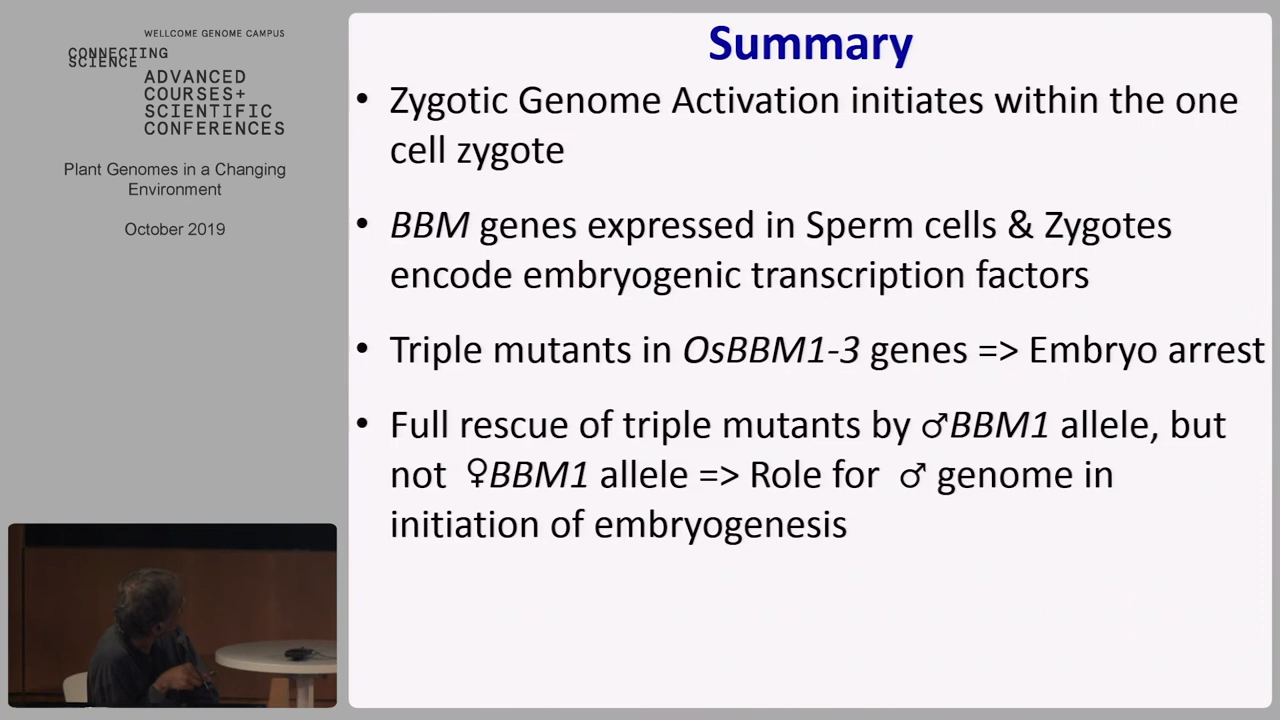 WELLCOME GENOME CAMPUS
CONNECTING
SCIENCE
ADVANCED
COURSES+
SCIENTIFIC
CONFERENCES
Plant Genomes in a Changing
Environment
October 2019
Summary
• Zygotic Genome Activation initiates within the one
cell zygote
• BBM genes expressed in Sperm cells & Zygotes
encode embryogenic transcription factors
• Triple mutants in OsBBM1-3 genes => Embryo arrest
• Full rescue of triple mutants by ♂BBM1 allele, but
not ♀BBM1 allele => Role for ♂ genome in
initiation of embryogenesis